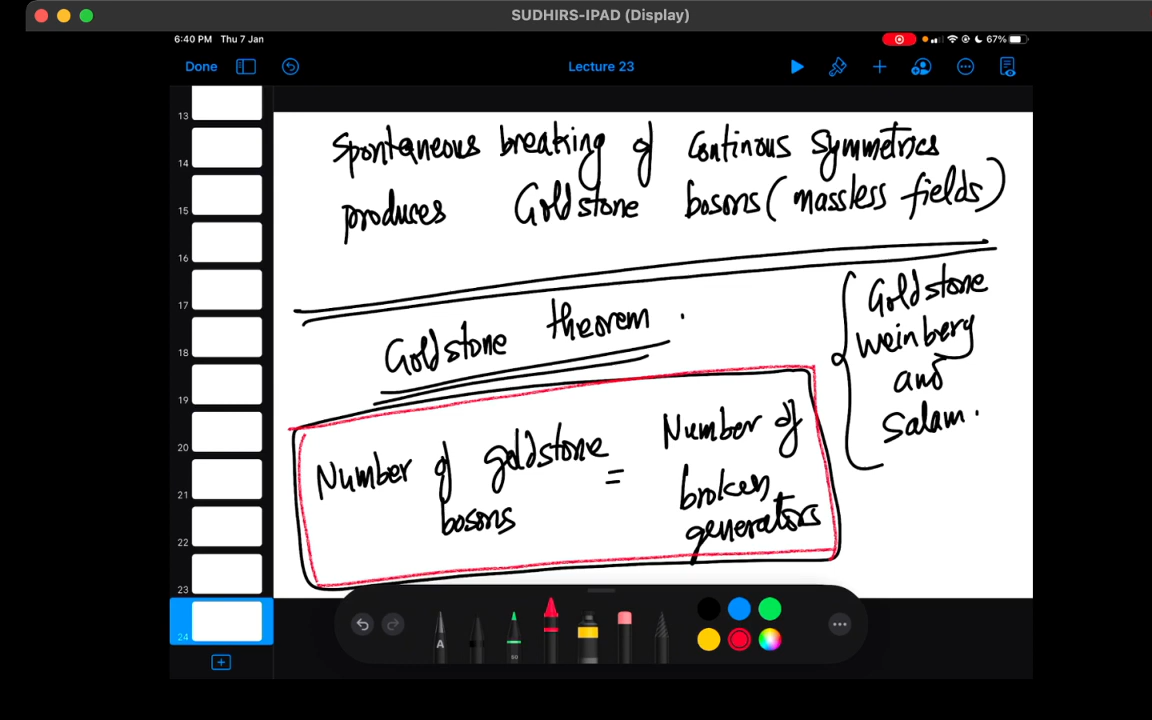 SUDHIRS-IPAD (Display)
6:40 PM Thu 7 Jan
67%
Done
Lecture 23
13
14
15
16
17
18
19
20
21
22
23
24
Spontaneous breaking of Continous Symmetries
produces Goldstone bosons (massless fields)
Goldstone theorem.
Goldstone
Weinberg
and
Salam.
Number of goldstone bosons = Number of broken generators
A
80